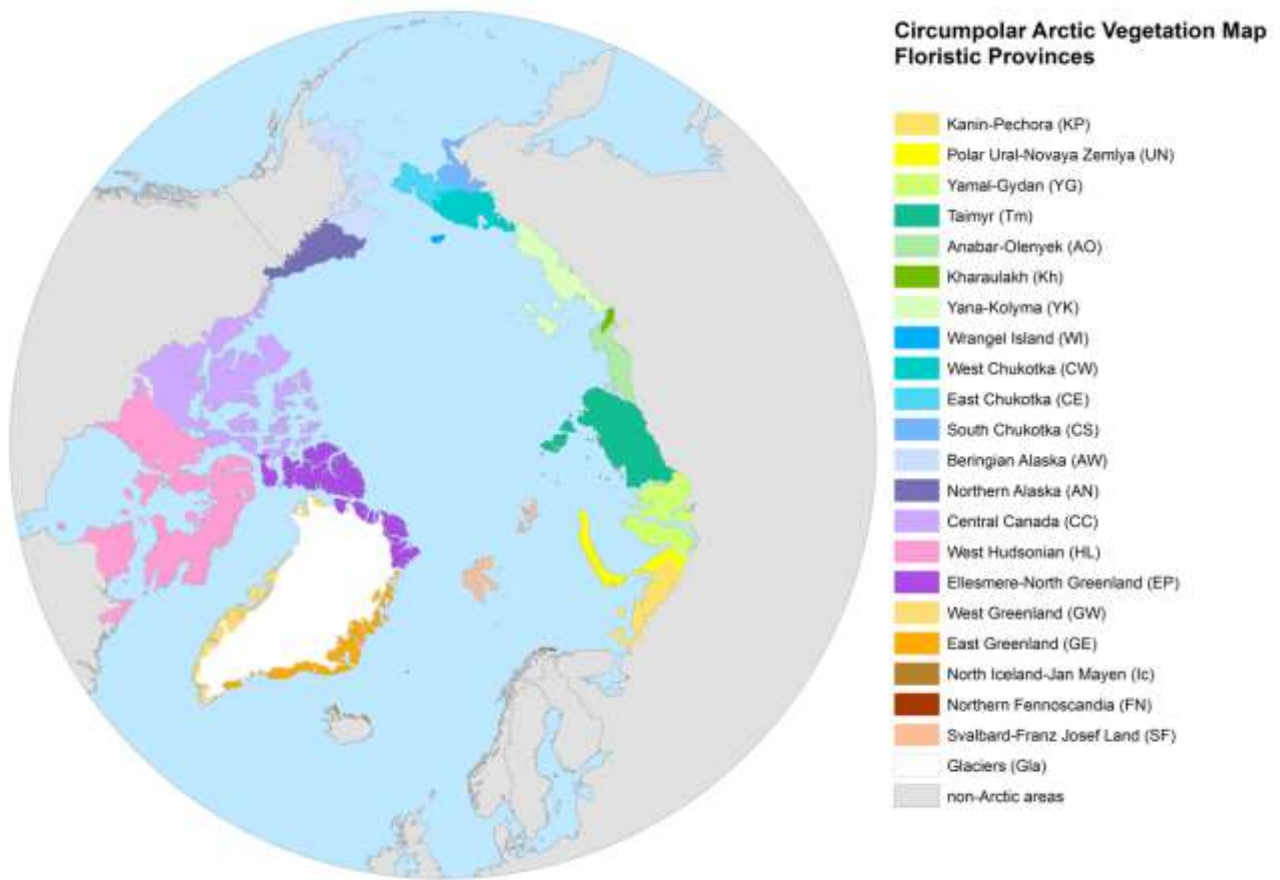 Circumpolar Arctic Vegetation Map
Floristic Provinces
Kanin-Pechora (KP)
Polar Ural-Novaya Zemlya (UN)
Yamal-Gydan (YG)
Taimyr (Tm)
Anabar-Olenyek (AO)
Kharaulakh (Kh)
Yana-Kolyma (YK)
Wrangel Island (WI)
West Chukotka (CW)
East Chukotka (CE)
South Chukotka (CS)
Beringian Alaska (AW)
Northern Alaska (AN)
Central Canada (CC)
West Hudsonian (HL)
Ellesmere-North Greenland (EP)
West Greenland (GW)
East Greenland (GE)
North Iceland-Jan Mayen (Ic)
Northern Fennoscandia (FN)
Svalbard-Franz Josef Land (SF)
Glaciers (Gla)
non-Arctic areas